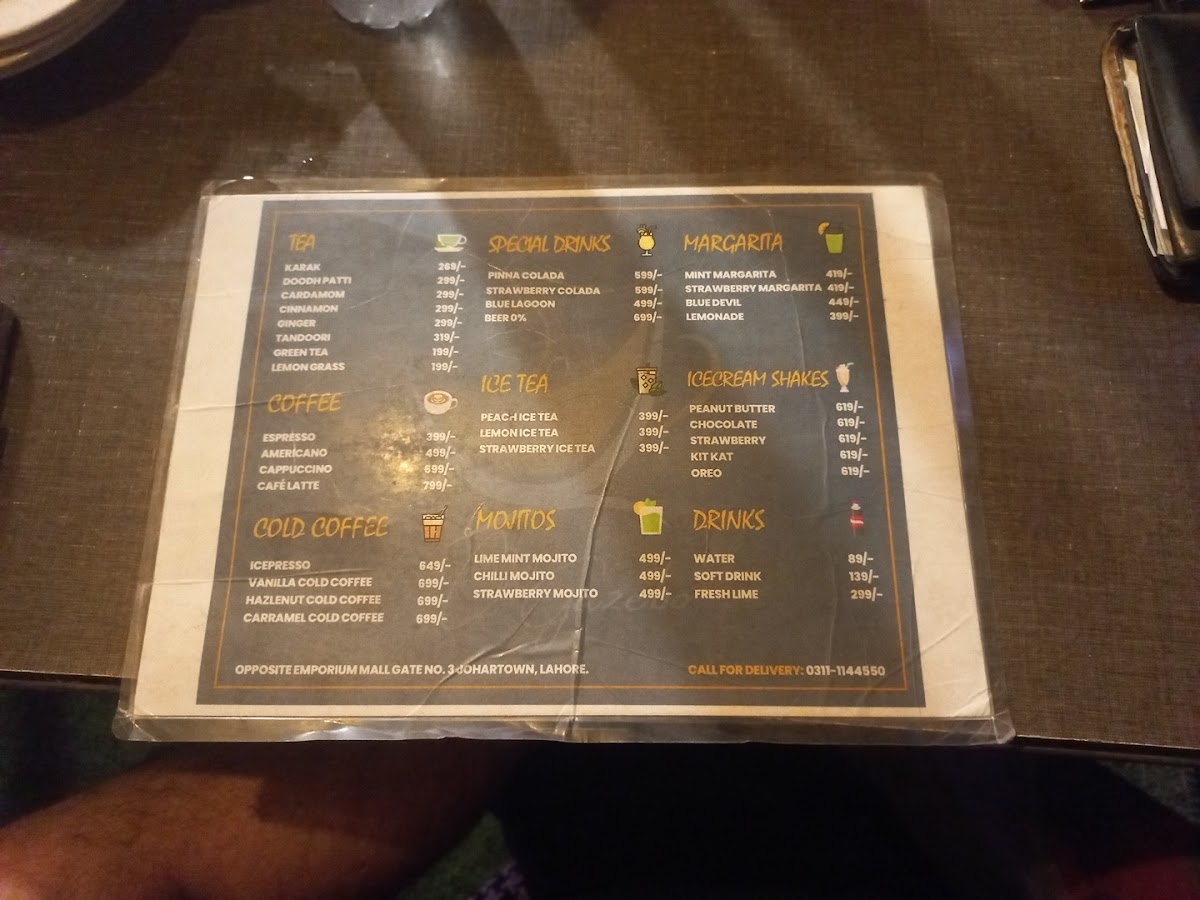 TEA
KARAK 269/-
DOODH PATTI 299/-
CARDAMOM 299/-
CINNAMON 299/-
GINGER 299/-
TANDOORI 319/-
GREEN TEA 199/-
LEMON GRASS 199/-
COFFEE
ESPRESSO 399/-
AMERICANO 499/-
CAPPUCCINO 699/-
CAFÉ LATTE 799/-
COLD COFFEE
ICEPRESSO 649/-
VANILLA COLD COFFEE 699/-
HAZLENUT COLD COFFEE 699/-
CARRAMEL COLD COFFEE 699/-
SPECIAL DRINKS
PINNA COLADA 599/-
STRAWBERRY COLADA 599/-
BLUE LAGOON 499/-
BEER 0% 699/-
ICE TEA
PEACH ICE TEA 399/-
LEMON ICE TEA 399/-
STRAWBERRY ICE TEA 399/-
MOJITOS
LIME MINT MOJITO 499/-
CHILLI MOJITO 499/-
STRAWBERRY MOJITO 499/-
MARGARITA
MINT MARGARITA 419/-
STRAWBERRY MARGARITA 419/-
BLUE DEVIL 449/-
LEMONADE 399/-
ICECREAM SHAKES
PEANUT BUTTER 619/-
CHOCOLATE 619/-
STRAWBERRY 619/-
KIT KAT 619/-
OREO 619/-
DRINKS
WATER 89/-
SOFT DRINK 139/-
FRESH LIME 299/-
OPPOSITE EMPORIUM MALL GATE NO. 3 JOHARTOWN, LAHORE.
CALL FOR DELIVERY: 0311-1144550